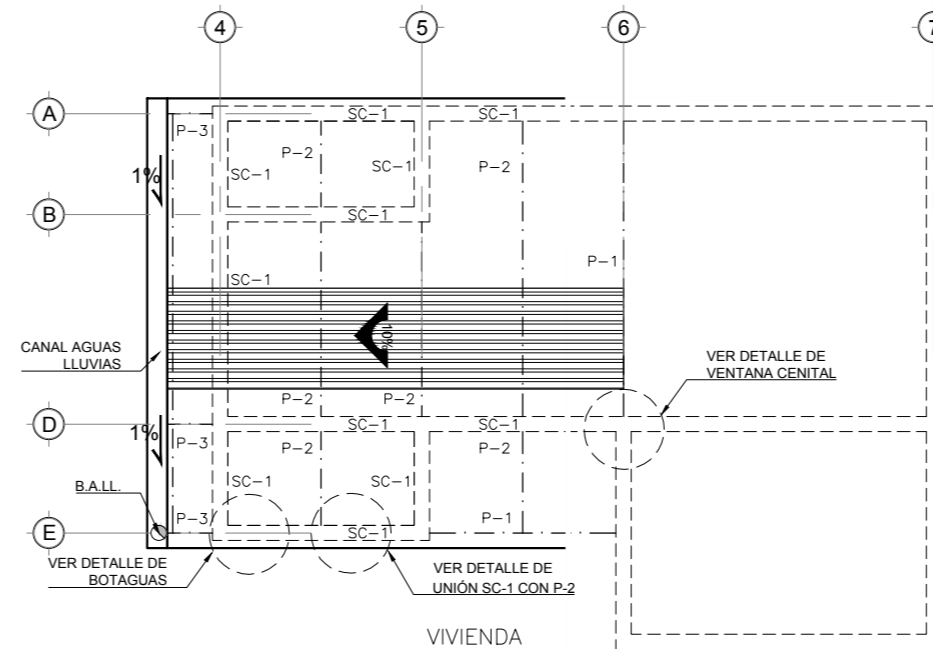 4 5 6 7
A
SC-1 SC-1
P-3
P-2 SC-1 P-2
1%
SC-1
B
SC-1
P-1
SC-1
10%
CANAL AGUAS
LLUVIAS
VER DETALLE DE
VENTANA CENITAL
P-2 P-2
D
SC-1 SC-1
1%
P-3 P-2 P-2
B.A.LL.
SC-1 SC-1
P-3 P-1
E
SC-1
VER DETALLE DE
BOTAGUAS
VER DETALLE DE
UNIÓN SC-1 CON P-2
VIVIENDA